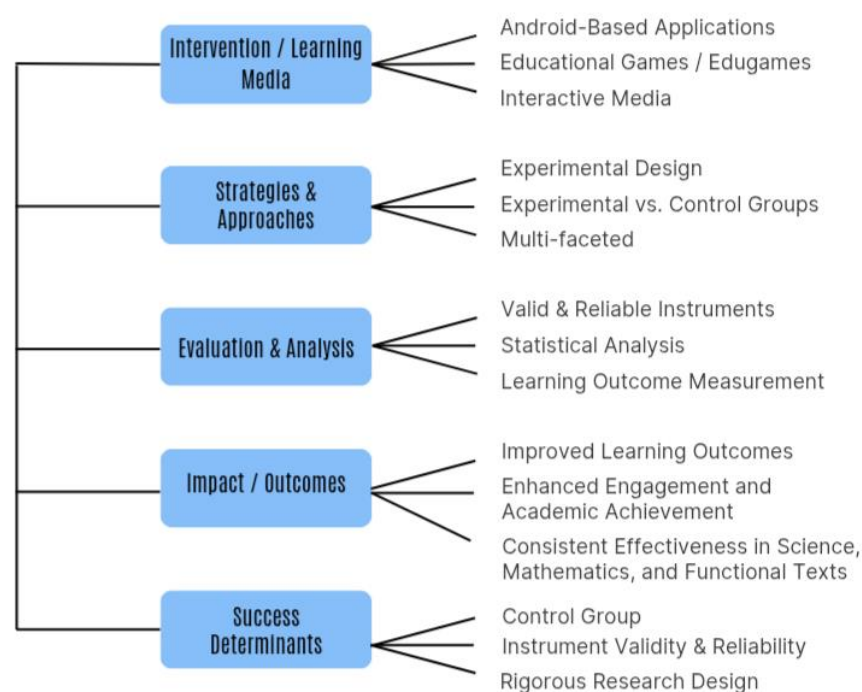 Intervention / Learning
Media
Android-Based Applications
Educational Games / Edugames
Interactive Media
Strategies &
Approaches
Experimental Design
Experimental vs. Control Groups
Multi-faceted
Evaluation & Analysis
Valid & Reliable Instruments
Statistical Analysis
Learning Outcome Measurement
Impact / Outcomes
Improved Learning Outcomes
Enhanced Engagement and
Academic Achievement
Consistent Effectiveness in Science,
Mathematics, and Functional Texts
Success
Determinants
Control Group
Instrument Validity & Reliability
Rigorous Research Design